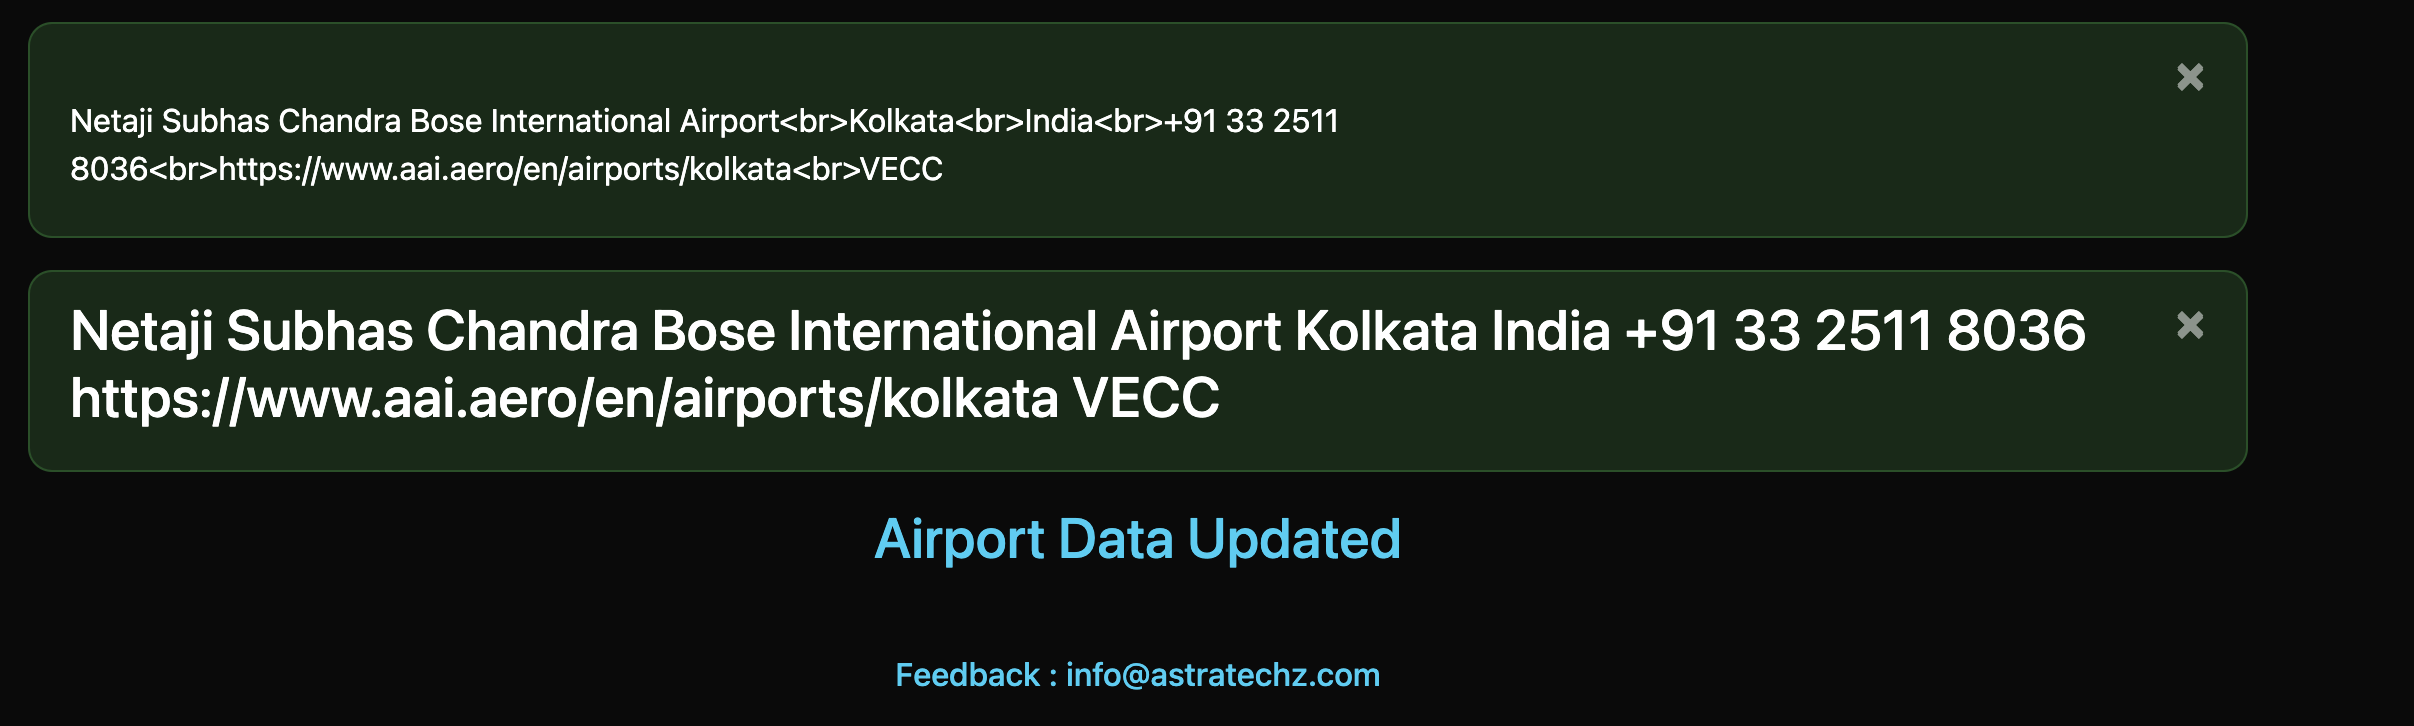 Netaji Subhas Chandra Bose International Airport<br>Kolkata<br>India<br>+91 33 2511
8036<br>https://www.aai.aero/en/airports/kolkata<br>VECC
Netaji Subhas Chandra Bose International Airport Kolkata India +91 33 2511 8036
https://www.aai.aero/en/airports/kolkata VECC
Airport Data Updated
Feedback : info@astratechz.com